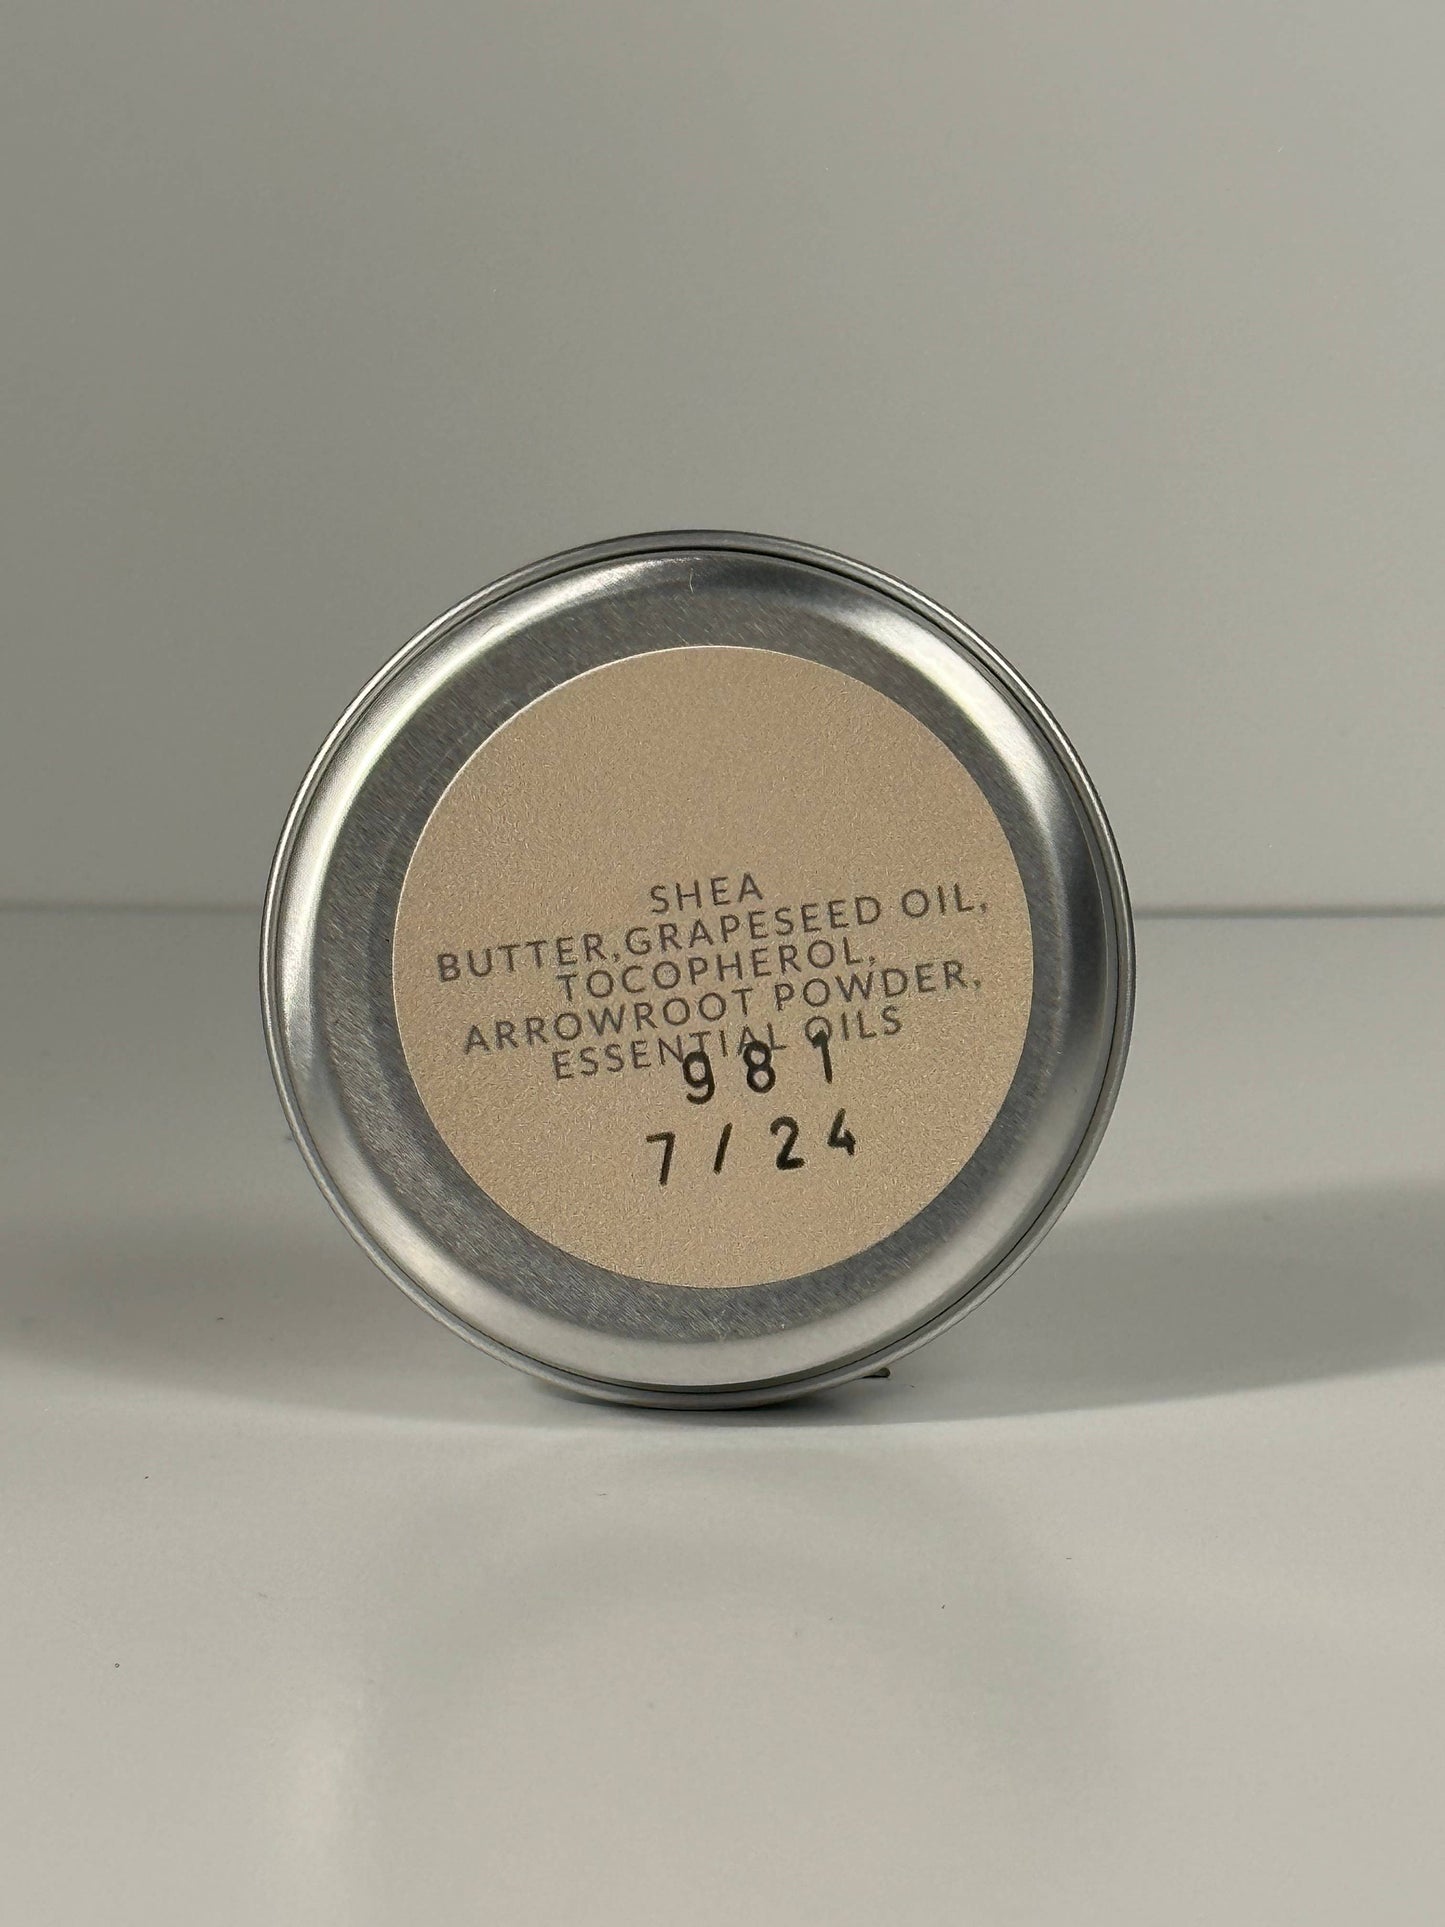 SHEA
BUTTER,GRAPESEED OIL,
TOCOPHEROL,
ARROWROOT POWDER,
ESSENTIAL OILS
981
7/24